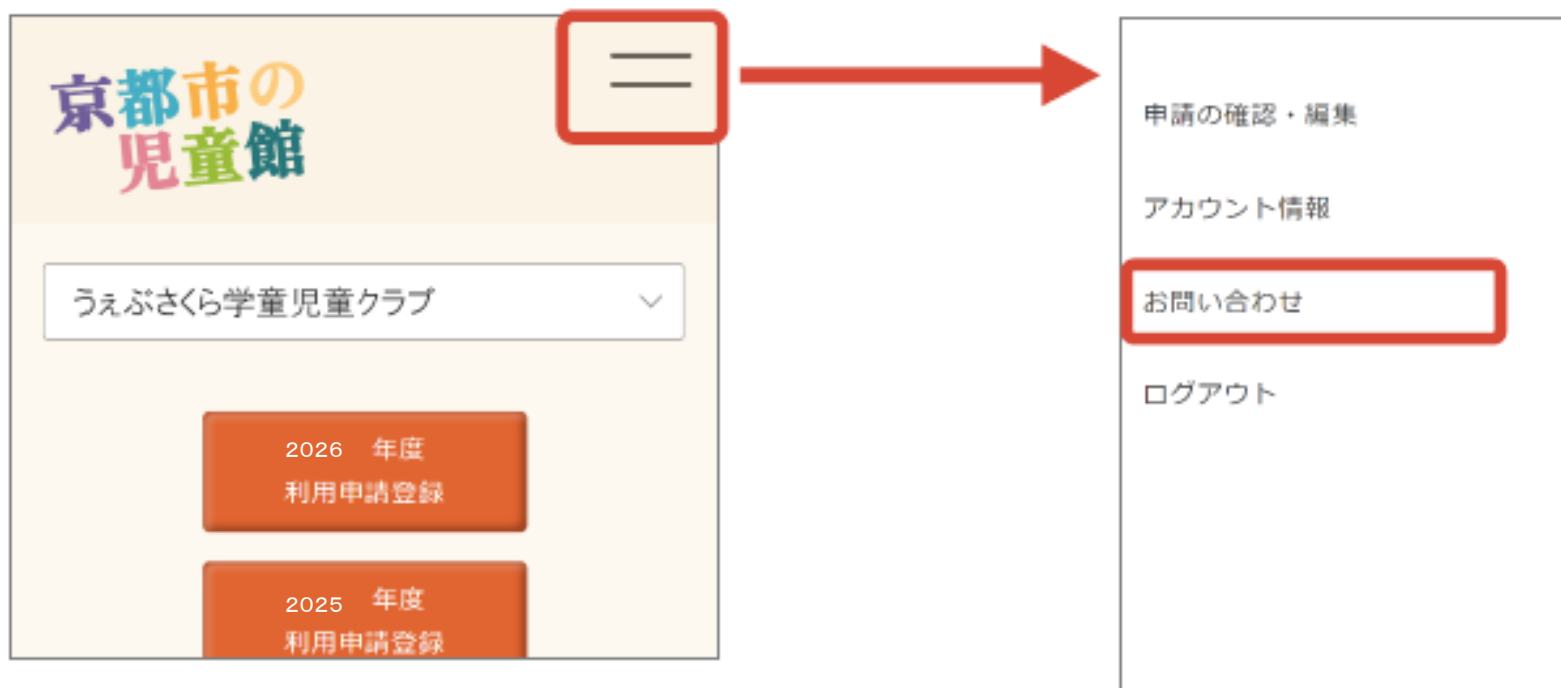 京都市の
児童館
うぇぶさくら学童児童クラブ
2026 年度
利用申請登録
2025 年度
利用申請登録
申請の確認・編集
アカウント情報
お問い合わせ
ログアウト